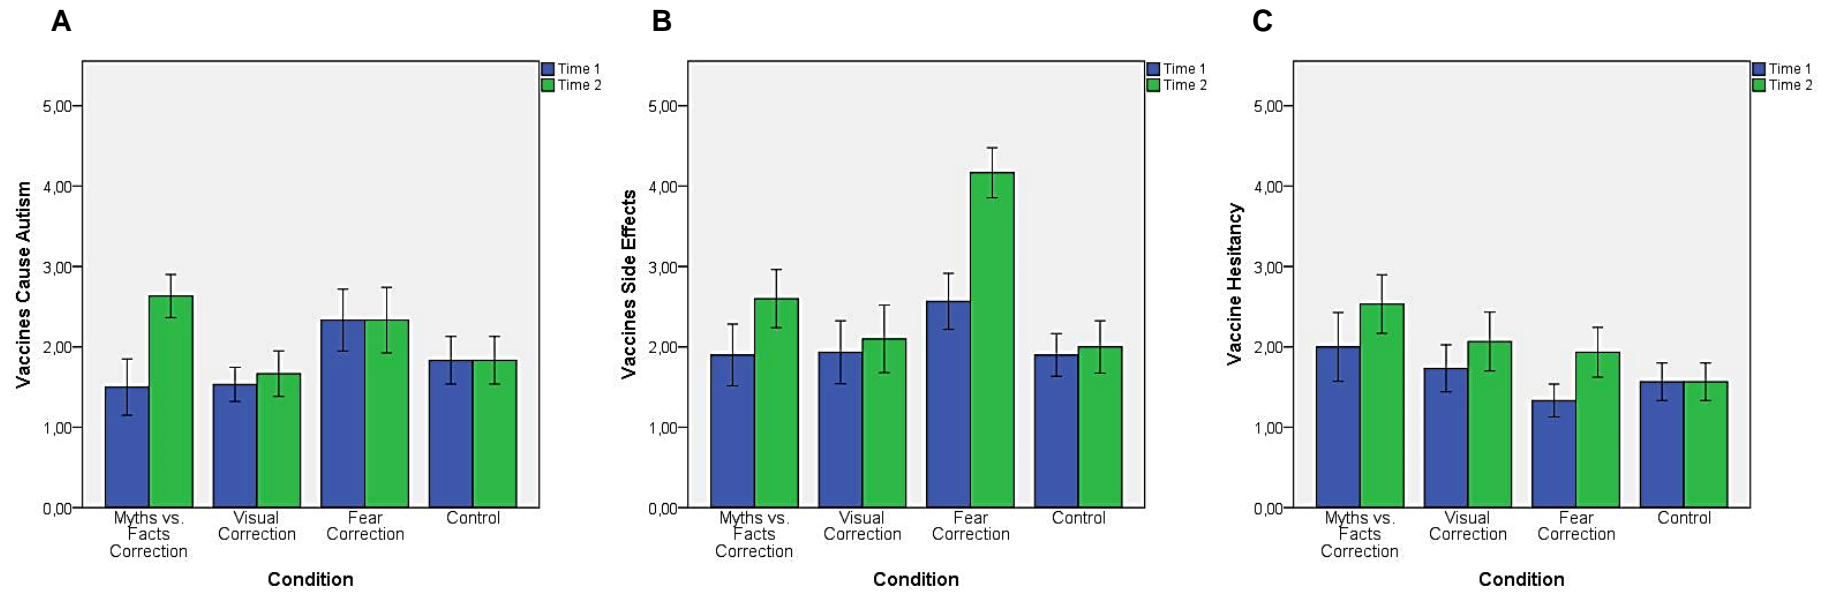 A
Time 1
Time 2
5,00
4,00
3,00
2,00
1,00
0,00
Vaccines Cause Autism
Myths vs.
Facts
Correction
Visual
Correction
Fear
Correction
Control
Condition
B
Time 1
Time 2
5,00
4,00
3,00
2,00
1,00
0,00
Vaccines Side Effects
Myths vs.
Facts
Correction
Visual
Correction
Fear
Correction
Control
Condition
C
Time 1
Time 2
5,00
4,00
3,00
2,00
1,00
0,00
Vaccine Hesitancy
Myths vs.
Facts
Correction
Visual
Correction
Fear
Correction
Control
Condition